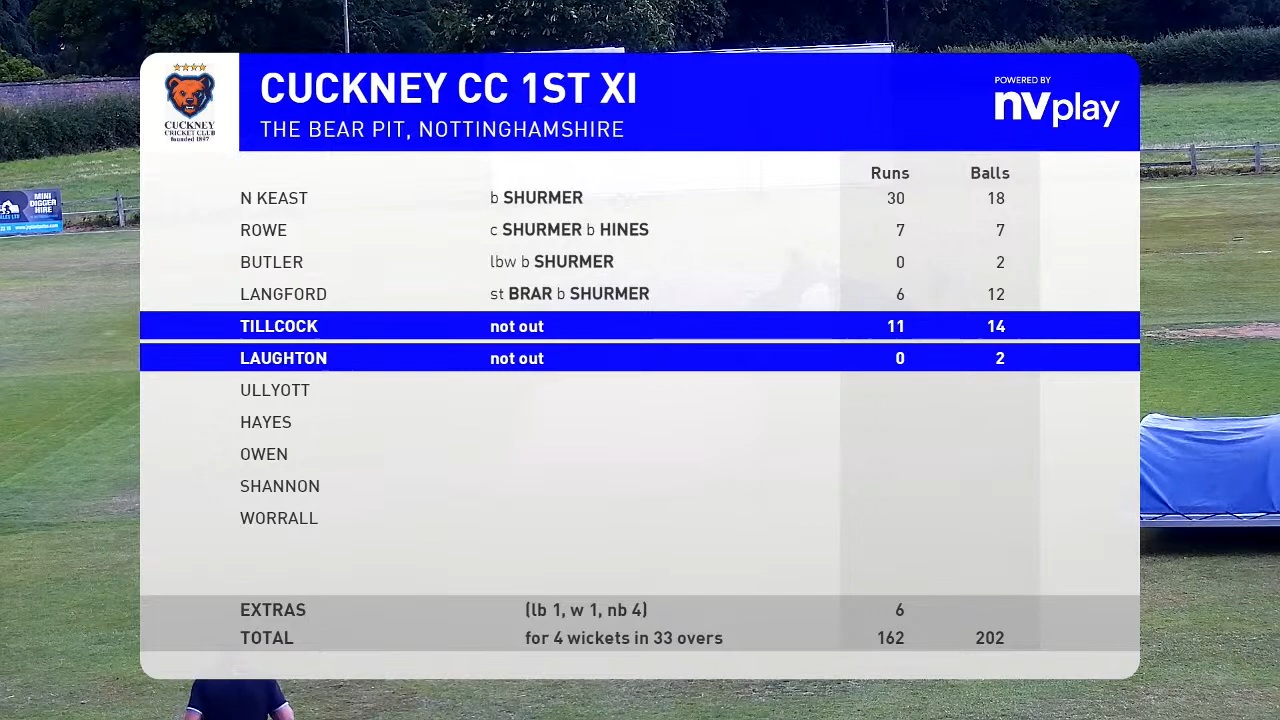 CUCKNEY CC 1ST XI
THE BEAR PIT, NOTTINGHAMSHIRE
POWERED BY
nvplay
CUCKNEY
CRICKET CLUB
founded 1897
Runs Balls
N KEAST b SHURMER 30 18
ROWE c SHURMER b HINES 7 7
BUTLER lbw b SHURMER 0 2
LANGFORD st BRAR b SHURMER 6 12
TILLCOCK not out 11 14
LAUGHTON not out 0 2
ULLYOTT
HAYES
OWEN
SHANNON
WORRALL
EXTRAS (lb 1, w 1, nb 4) 6
TOTAL for 4 wickets in 33 overs 162 202
MINI
DIGGER
HIRE